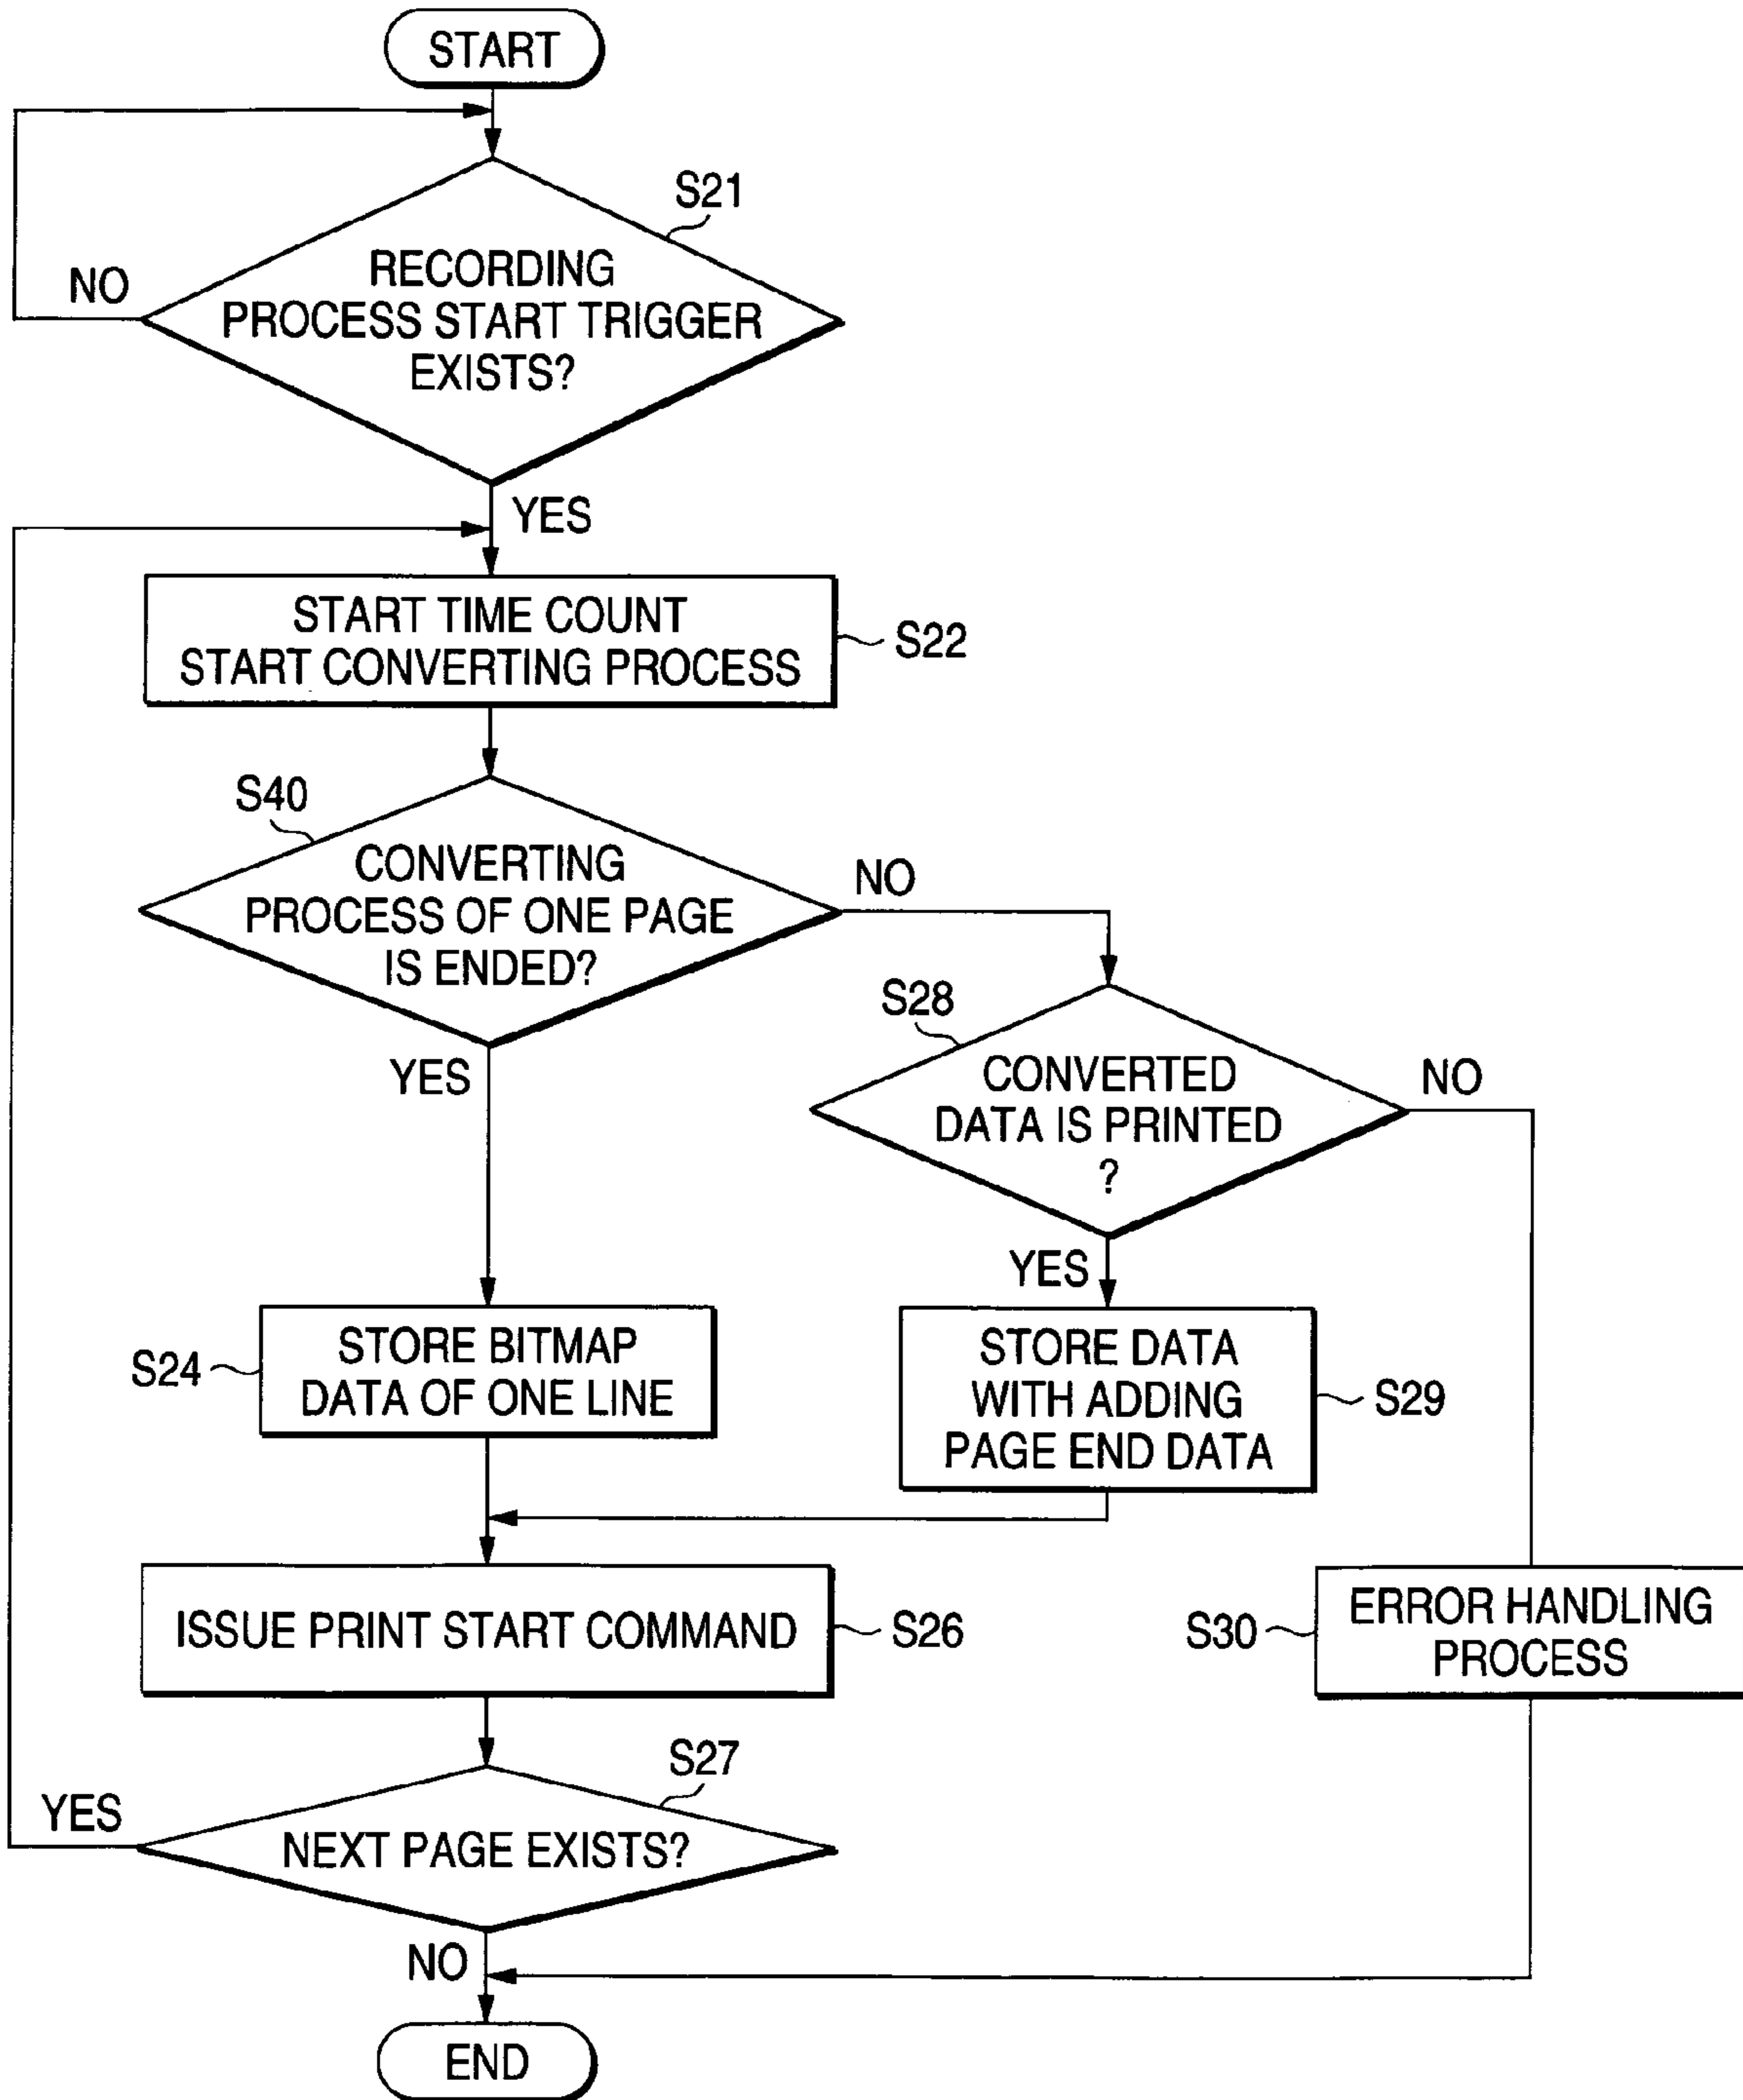 START
S21
RECORDING
PROCESS START TRIGGER
EXISTS?
NO
YES
START TIME COUNT
START CONVERTING PROCESS
S22
S40
CONVERTING
PROCESS OF ONE PAGE
IS ENDED?
NO
YES
S28
CONVERTED
DATA IS PRINTED
?
NO
YES
S24
STORE BITMAP
DATA OF ONE LINE
STORE DATA
WITH ADDING
PAGE END DATA
S29
ISSUE PRINT START COMMAND
S26
S30
ERROR HANDLING
PROCESS
S27
YES
NEXT PAGE EXISTS?
NO
END